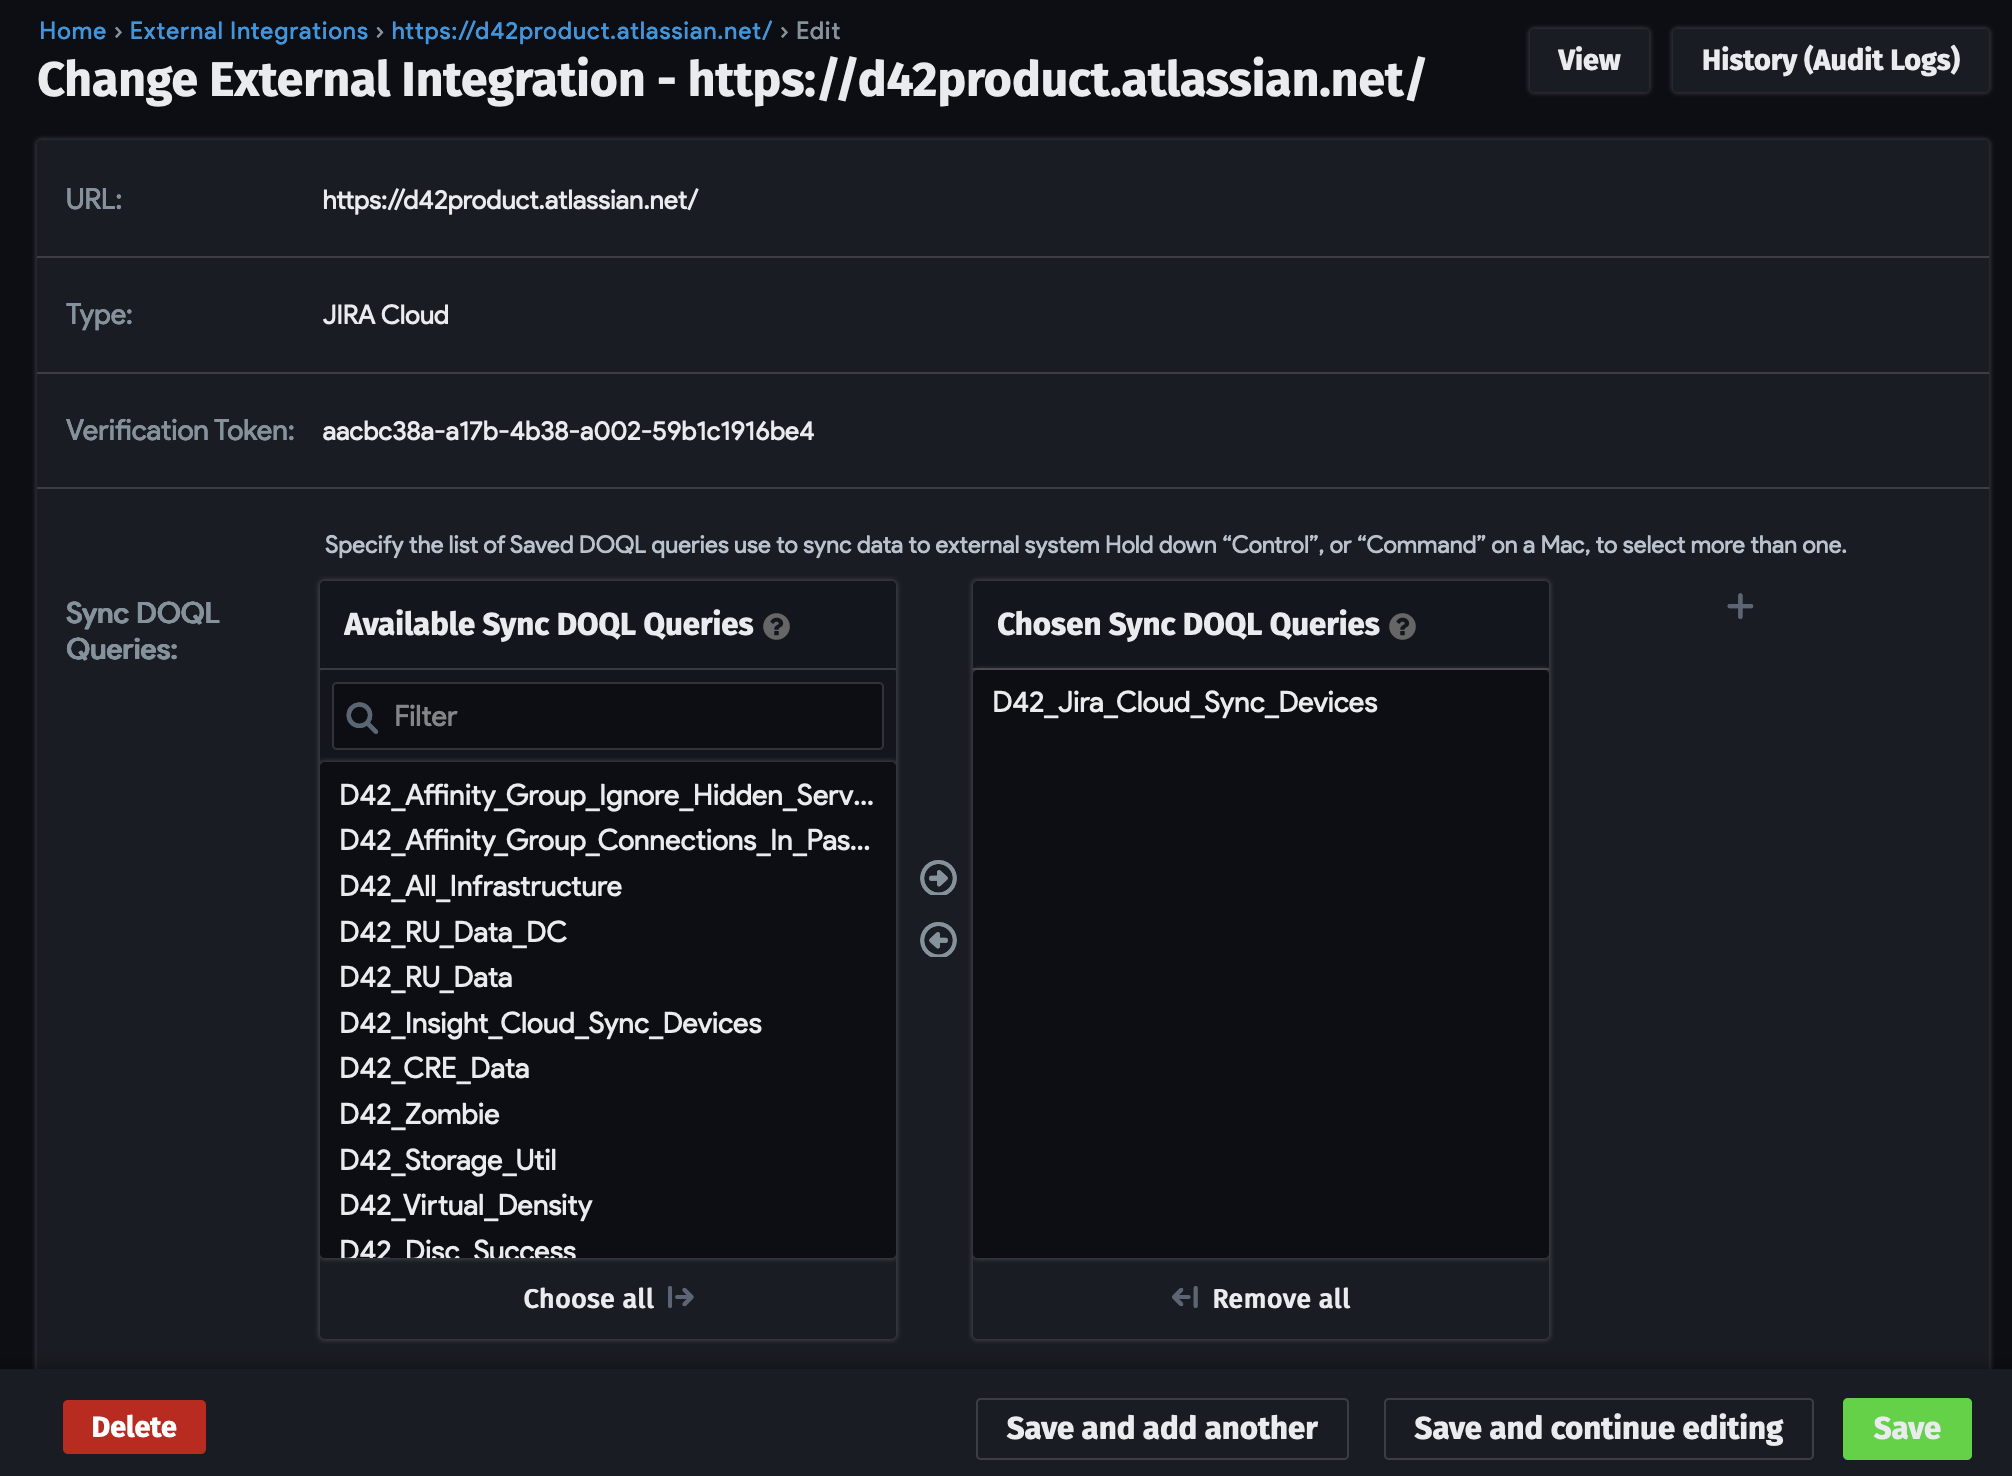 Home › External Integrations › https://d42product.atlassian.net/ › Edit
Change External Integration - https://d42product.atlassian.net/
View
History (Audit Logs)
URL:
https://d42product.atlassian.net/
Type:
JIRA Cloud
Verification Token:
aacbc38a-a17b-4b38-a002-59b1c1916be4
Specify the list of Saved DOQL queries use to sync data to external system Hold down “Control”, or “Command” on a Mac, to select more than one.
Sync DOQL
Queries:
Available Sync DOQL Queries ?
Filter
D42_Affinity_Group_Ignore_Hidden_Serv...
D42_Affinity_Group_Connections_In_Pas...
D42_All_Infrastructure
D42_RU_Data_DC
D42_RU_Data
D42_Insight_Cloud_Sync_Devices
D42_CRE_Data
D42_Zombie
D42_Storage_Util
D42_Virtual_Density
D42_Disc_Success
Choose all
Chosen Sync DOQL Queries ?
D42_Jira_Cloud_Sync_Devices
Remove all
Delete
Save and add another
Save and continue editing
Save